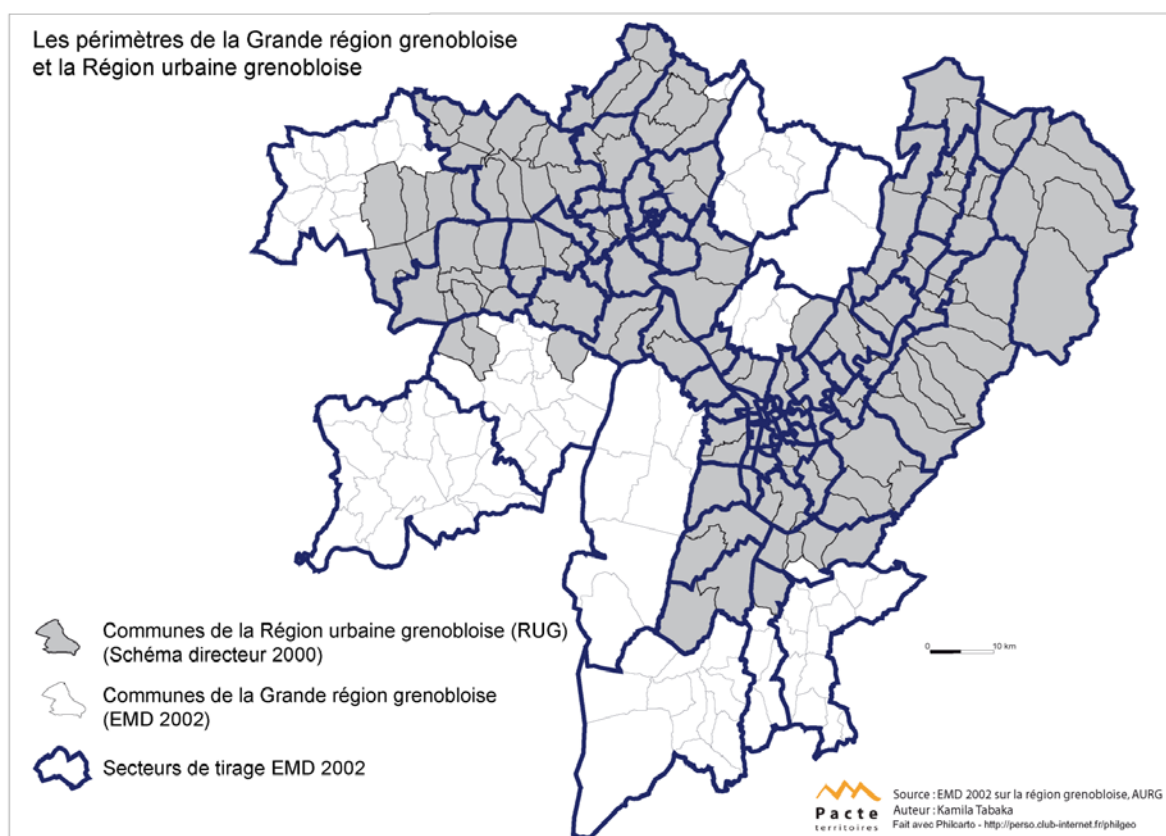 Les périmètres de la Grande région grenobloise
et la Région urbaine grenobloise
Communes de la Région urbaine grenobloise (RUG)
(Schéma directeur 2000)
Communes de la Grande région grenobloise
(EMD 2002)
Secteurs de tirage EMD 2002
0 10 km
Pacte
territoires
Source : EMD 2002 sur la région grenobloise, AURG
Auteur : Kamila Tabaka
Fait avec Philcarto - http://perso.club-internet.fr/philgeo